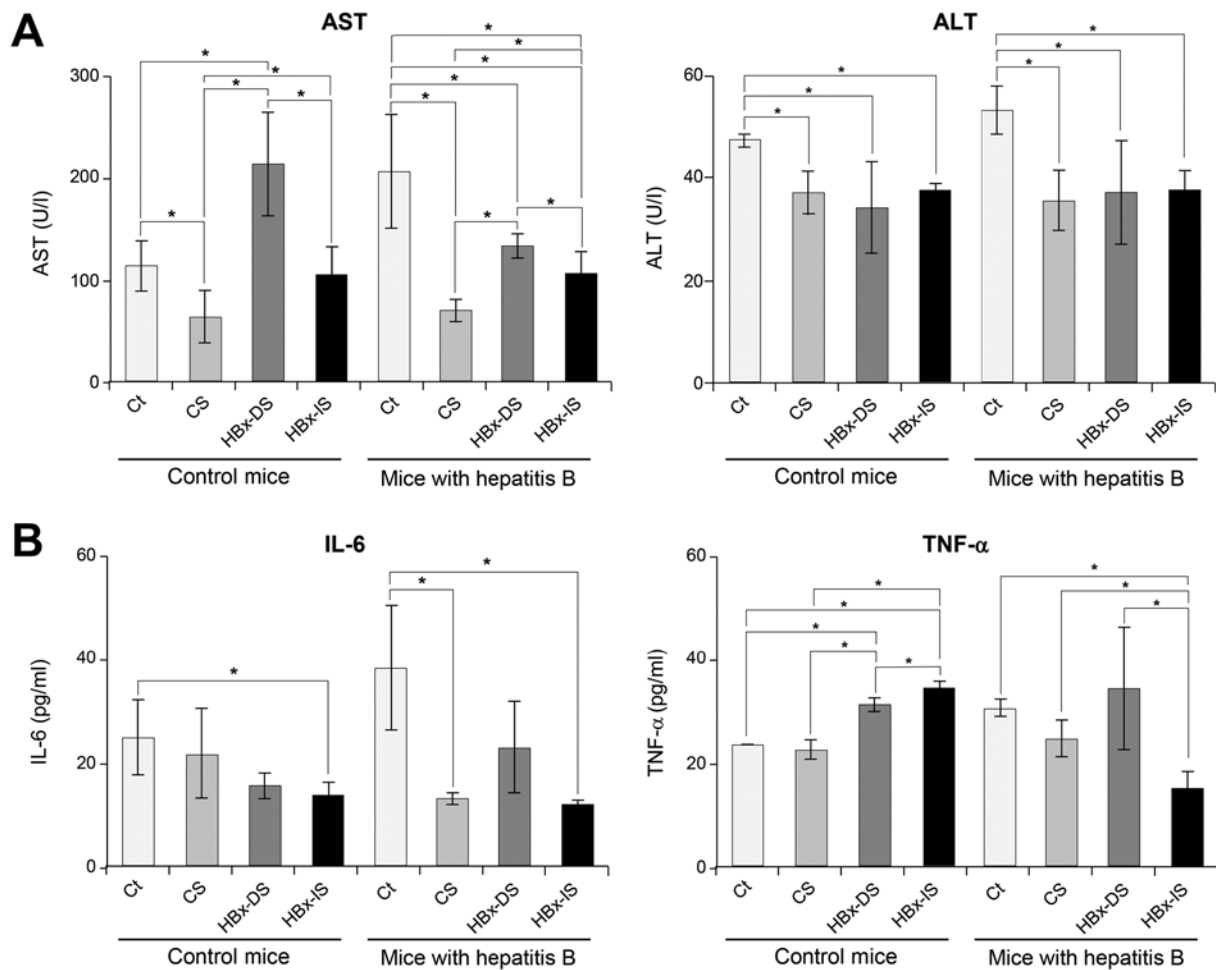 A
AST
AST (U/l)
300
200
100
0
* * * * * * * * * * * *
Ct CS HBx-DS HBx-IS Ct CS HBx-DS HBx-IS
Control mice Mice with hepatitis B
ALT
ALT (U/l)
60
40
20
0
* * * * * *
Ct CS HBx-DS HBx-IS Ct CS HBx-DS HBx-IS
Control mice Mice with hepatitis B
B
IL-6
IL-6 (pg/ml)
60
40
20
0
* * *
Ct CS HBx-DS HBx-IS Ct CS HBx-DS HBx-IS
Control mice Mice with hepatitis B
TNF-α
TNF-α (pg/ml)
60
40
20
0
* * * * * * * *
Ct CS HBx-DS HBx-IS Ct CS HBx-DS HBx-IS
Control mice Mice with hepatitis B